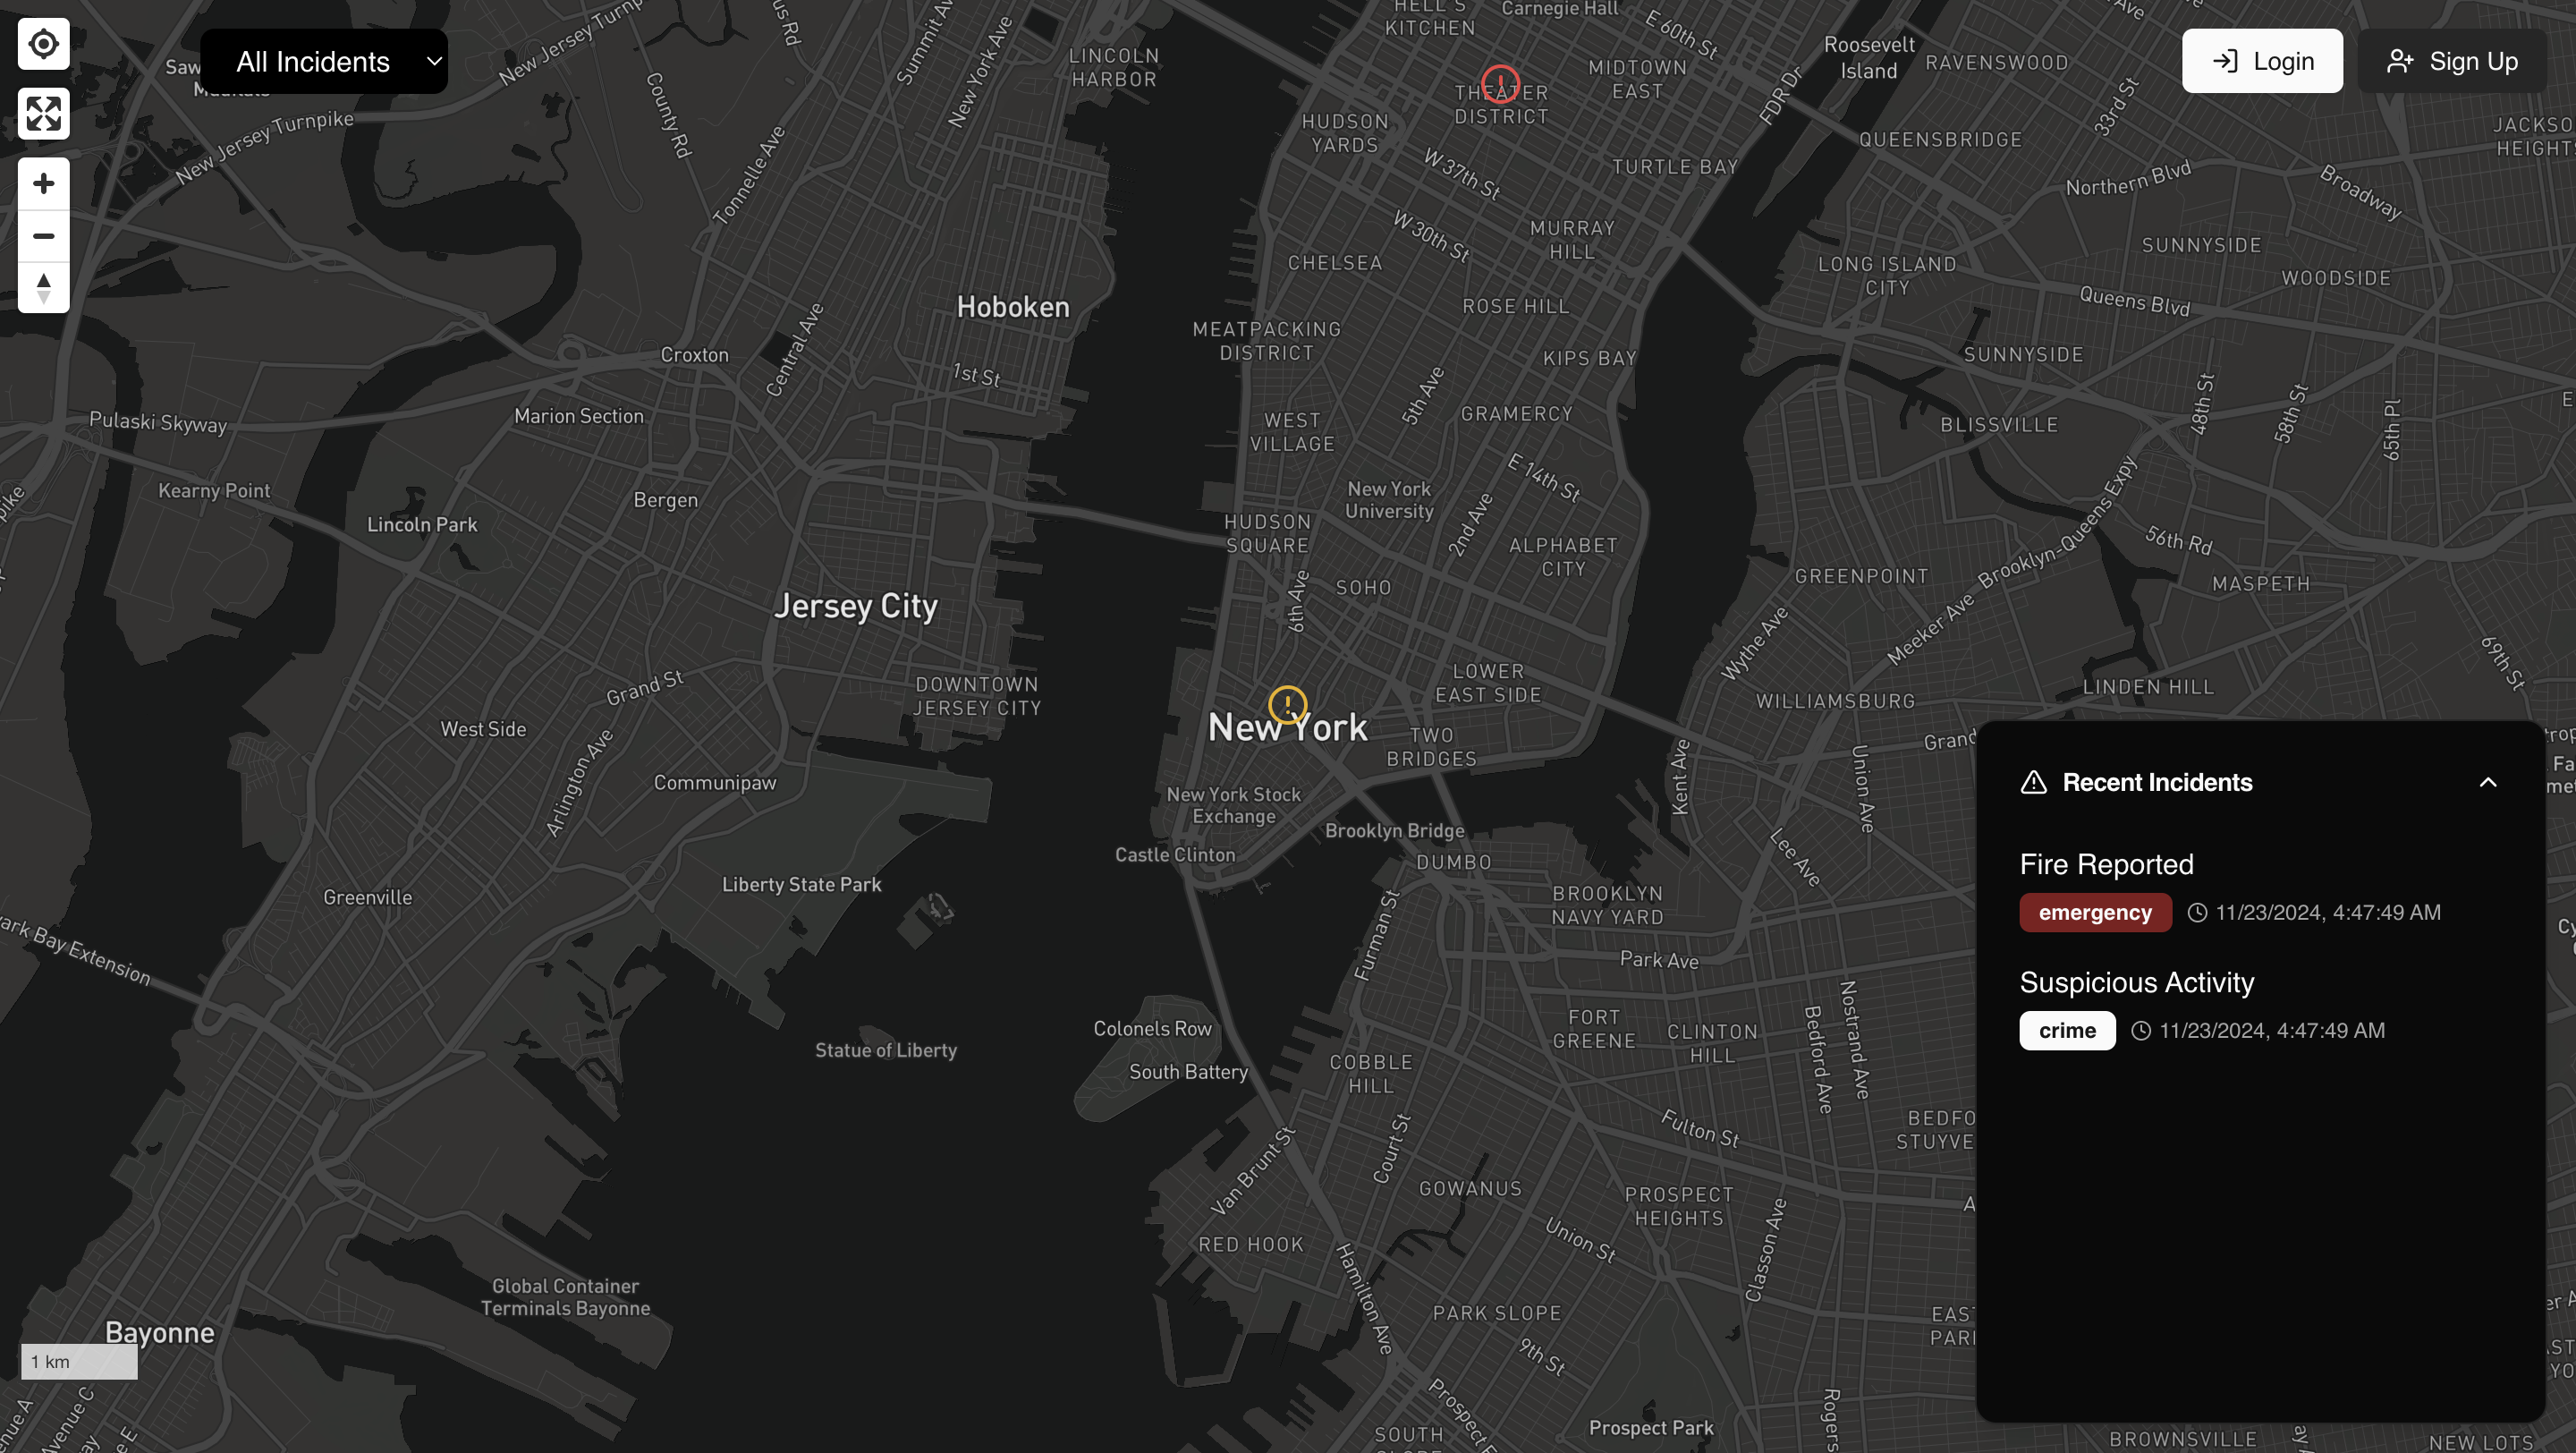 All Incidents
Login
Sign Up
HELL'S
KITCHEN
Carnegie Hall
E 60th St
Roosevelt
Island
RAVENSWOOD
LINCOLN
HARBOR
New Jersey Turnpike
County Rd
Summit Ave
New York Ave
Tonnelle Ave
THEATER
DISTRICT
MIDTOWN
EAST
FDR Dr
33rd St
HUDSON
YARDS
W 37th St
TURTLE BAY
QUEENSBRIDGE
Northern Blvd
Broadway
W 30th St
MURRAY
HILL
CHELSEA
SUNNYSIDE
LONG ISLAND
CITY
WOODSIDE
Queens Blvd
Hoboken
ROSE HILL
MEATPACKING
DISTRICT
KIPS BAY
SUNNYSIDE
Croxton
Central Ave
1st St
5th Ave
GRAMERCY
48th St
58th St
65th Pl
Pulaski Skyway
Marion Section
WEST
VILLAGE
BLISSVILLE
E 14th St
Kearny Point
Bergen
New York
University
2nd Ave
Lincoln Park
HUDSON
SQUARE
ALPHABET
CITY
Brooklyn-Queens Expy
56th Rd
6th Ave
SOHO
GREENPOINT
MASPETH
Jersey City
Wythe Ave
Meeker Ave
69th St
LOWER
EAST SIDE
Grand St
DOWNTOWN
JERSEY CITY
WILLIAMSBURG
LINDEN HILL
West Side
New York
TWO
BRIDGES
Grand
Arlington Ave
Communipaw
Kent Ave
Union Ave
New York Stock
Exchange
Brooklyn Bridge
Castle Clinton
DUMBO
Lee Ave
Liberty State Park
Greenville
BROOKLYN
NAVY YARD
Furman St
Park Ave
Colonels Row
South Battery
Statue of Liberty
FORT
GREENE
CLINTON
HILL
Bedford Ave
Nostrand Ave
COBBLE
HILL
Court St
Fulton St
Van Brunt St
GOWANUS
PROSPECT
HEIGHTS
Classon Ave
RED HOOK
Union St
Hamilton Ave
Global Container
Terminals Bayonne
PARK SLOPE
9th St
Bayonne
1 km
Prospect Park
Rogers
BROWNSVILLE
NEW LOTS
Recent Incidents
Fire Reported
emergency
11/23/2024, 4:47:49 AM
Suspicious Activity
crime
11/23/2024, 4:47:49 AM